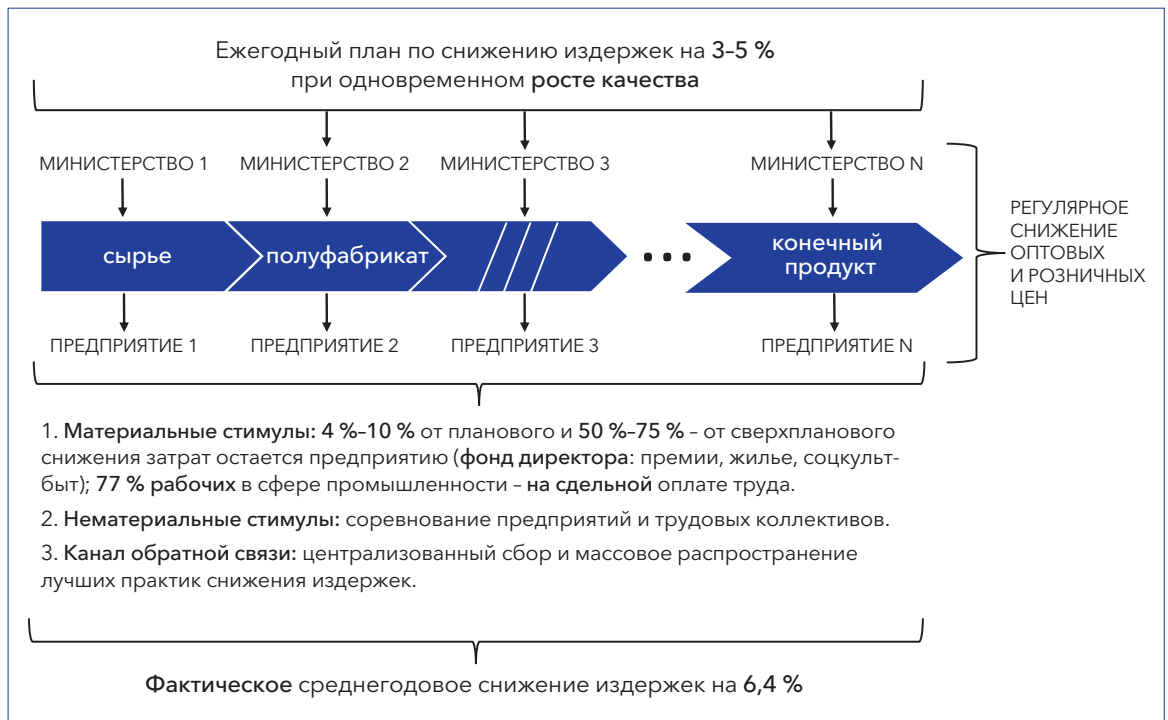 Ежегодный план по снижению издержек на 3–5 %
при одновременном росте качества
МИНИСТЕРСТВО 1
МИНИСТЕРСТВО 2
МИНИСТЕРСТВО 3
МИНИСТЕРСТВО N
сырье
полуфабрикат
конечный
продукт
РЕГУЛЯРНОЕ
СНИЖЕНИЕ
ОПТОВЫХ
И РОЗНИЧНЫХ
ЦЕН
ПРЕДПРИЯТИЕ 1
ПРЕДПРИЯТИЕ 2
ПРЕДПРИЯТИЕ 3
ПРЕДПРИЯТИЕ N
1. Материальные стимулы: 4 %–10 % от планового и 50 %–75 % – от сверхпланового
снижения затрат остается предприятию (фонд директора: премии, жилье, соцкульт-
быт); 77 % рабочих в сфере промышленности – на сдельной оплате труда.
2. Нематериальные стимулы: соревнование предприятий и трудовых коллективов.
3. Канал обратной связи: централизованный сбор и массовое распространение
лучших практик снижения издержек.
Фактическое среднегодовое снижение издержек на 6,4 %